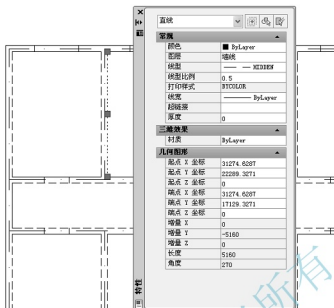 直线
常规
颜色 ByLayer
图层 墙线
线型 HIDDEN
线型比例 0.5
打印样式 BYCOLOR
线宽 ByLayer
超链接
厚度 0
三维效果
材质 ByLayer
几何图形
起点 X 坐标 31274.6287
起点 Y 坐标 22289.3271
起点 Z 坐标 0
端点 X 坐标 31274.6287
端点 Y 坐标 17129.3271
端点 Z 坐标 0
增量 X 0
增量 Y -5160
增量 Z 0
长度 5160
角度 270
特性
所有